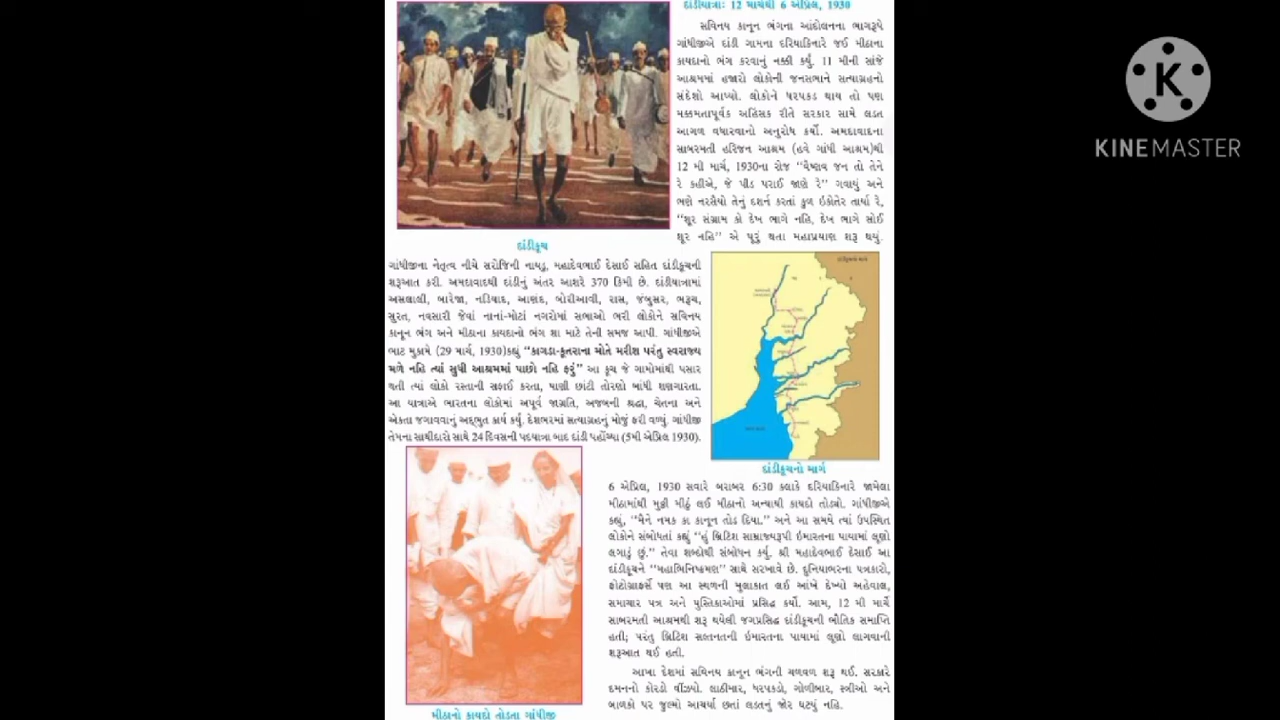 દાંડીયાત્રા: 12 માર્ચથી 6 એપ્રિલ, 1930
સવિનય કાનૂન ભંગના આંદોલનના ભાગરૂપે
ગાંધીજીએ દાંડી ગામના દરિયાકિનારે જઈ મીઠાના
કાયદાનો ભંગ કરવાનું નક્કી કર્યું. 11 મીની સાંજે
આશ્રમમાં હજારો લોકોની જનસભાને સત્યાગ્રહનો
સંદેશો આપ્યો. લોકોને ધરપકડ થાય તો પણ
મક્કમતાપૂર્વક અહિંસક રીતે સરકાર સામે લડત
આગળ વધારવાનો અનુરોધ કર્યો. અમદાવાદના
સાબરમતી હરિજન આશ્રમ (હવે ગાંધી આશ્રમ)થી
12 મી માર્ચ, 1930ના રોજ "વૈષ્ણવ જન તો તેને
રે કહીએ, જે પીડ પરાઈ જાણે રે" ગવાયું અને
ભણે નરસૈયો તેનું દરશન કરતાં કુળ ઇકોતેર તાર્યા રે,
"શૂર સંગ્રામ કો દેખ ભાગે નહિ, દેખ ભાગે સોઈ
શૂર નહિ" એ પૂરું થતા મહાપ્રયાણ શરૂ થયું.
દાંડીકૂચ
ગાંધીજીના નેતૃત્વ નીચે સરોજિની નાયડુ, મહાદેવભાઈ દેસાઈ સહિત દાંડીકૂચની
શરૂઆત કરી. અમદાવાદથી દાંડીનું અંતર આશરે 370 કિમી છે. દાંડીયાત્રામાં
અસલાલી, બારેજા, નડિયાદ, આણંદ, બોરીઆવી, રાસ, જંબુસર, ભરૂચ,
સુરત, નવસારી જેવાં નાનાં-મોટાં નગરોમાં સભાઓ ભરી લોકોને સવિનય
કાનૂન ભંગ અને મીઠાના કાયદાનો ભંગ શા માટે તેની સમજ આપી. ગાંધીજીએ
ભાટ મુકામે (29 માર્ચ, 1930)કહ્યું "કાગડા-કૂતરાના મોતે મરીશ પરંતુ સ્વરાજ્ય
મળે નહિ ત્યાં સુધી આશ્રમમાં પાછો નહિ ફરું" આ કૂચ જે ગામોમાંથી પસાર
થતી ત્યાં લોકો રસ્તાની સફાઈ કરતા, પાણી છાંટી તોરણો બાંધી શણગારતા.
આ યાત્રાએ ભારતના લોકોમાં અપૂર્વ જાગ્રતિ, અજબની શ્રદ્ધા, ચેતના અને
એકતા જગાવવાનું અદ્દભુત કાર્ય કર્યું. દેશભરમાં સત્યાગ્રહનું મોજું ફરી વળ્યું. ગાંધીજી
તેમના સાથીદારો સાથે 24 દિવસની પદયાત્રા બાદ દાંડી પહોંચ્યા (5મી એપ્રિલ 1930).
દાંડીકૂચનો માર્ગ
6 એપ્રિલ, 1930 સવારે બરાબર 6:30 કલાકે દરિયાકિનારે જામેલા
મીઠામાંથી મુઠ્ઠી મીઠું લઈ મીઠાનો અન્યાયી કાયદો તોડ્યો. ગાંધીજીએ
કહ્યું, "મૈંને નમક કા કાનૂન તોડ દિયા." અને આ સમયે ત્યાં ઉપસ્થિત
લોકોને સંબોધતાં કહ્યું "હું બ્રિટિશ સામ્રાજ્યરૂપી ઇમારતના પાયામાં લૂણો
લગાડું છું." તેવા શબ્દોથી સંબોધન કર્યું. શ્રી મહાદેવભાઈ દેસાઈ આ
દાંડીકૂચને "મહાભિનિષ્ક્રમણ" સાથે સરખાવે છે. દુનિયાભરના પત્રકારો,
ફોટોગ્રાફર્સે પણ આ સ્થળની મુલાકાત લઈ આંખે દેખ્યો અહેવાલ,
સમાચાર પત્ર અને પુસ્તિકાઓમાં પ્રસિદ્ધ કર્યો. આમ, 12 મી માર્ચે
સાબરમતી આશ્રમથી શરૂ થયેલી જગપ્રસિદ્ધ દાંડીકૂચની ભૌતિક સમાપ્તિ
હતી; પરંતુ બ્રિટિશ સલ્તનતની ઇમારતના પાયામાં લૂણો લાગવાની
શરૂઆત થઈ હતી.
આખા દેશમાં સવિનય કાનૂન ભંગની ચળવળ શરૂ થઈ. સરકારે
દમનનો કોરડો વીંઝ્યો. લાઠીમાર, ધરપકડો, ગોળીબાર, સ્ત્રીઓ અને
બાળકો પર જુલ્મો આચર્યા છતાં લડતનું જોર ઘટ્યું નહિ.
મીઠાનો કાયદો તોડતા ગાંધીજી
KINEMASTER